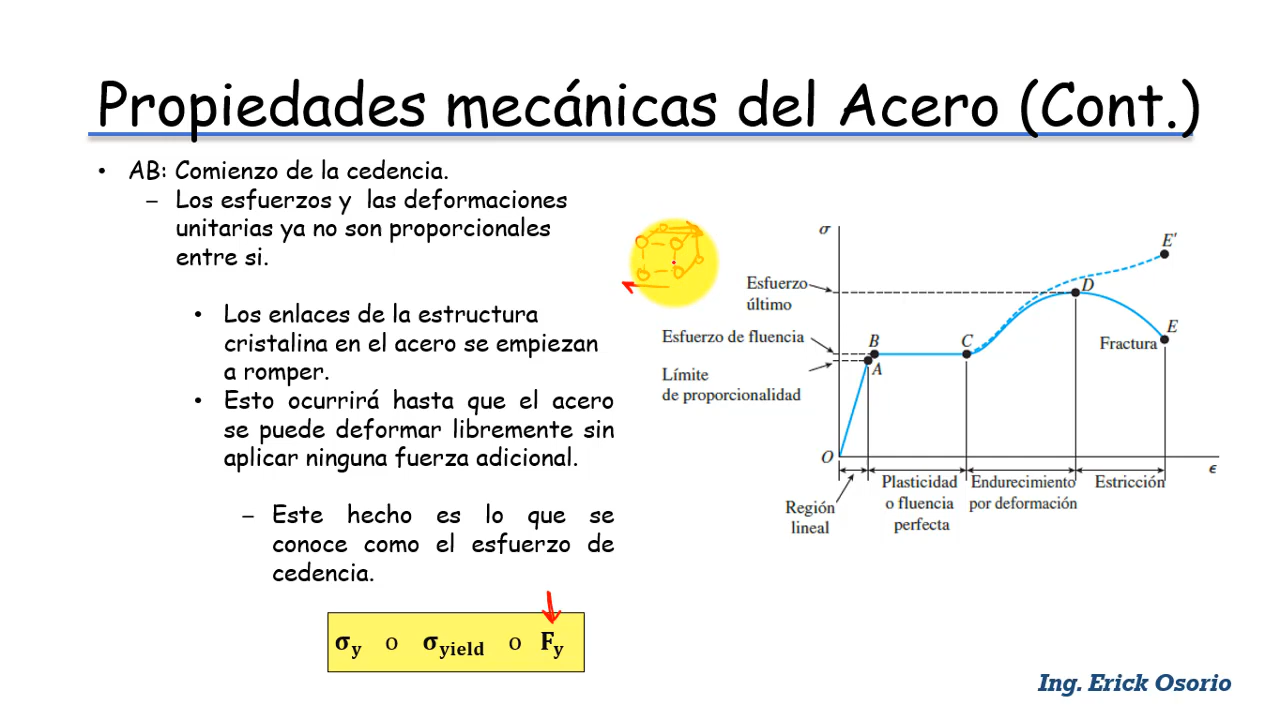 Propiedades mecánicas del Acero (Cont.)
• AB: Comienzo de la cedencia.
– Los esfuerzos y las deformaciones
unitarias ya no son proporcionales
entre si.
• Los enlaces de la estructura
cristalina en el acero se empiezan
a romper.
• Esto ocurrirá hasta que el acero
se puede deformar libremente sin
aplicar ninguna fuerza adicional.
– Este hecho es lo que se
conoce como el esfuerzo de
cedencia.
σy o σyield o Fy
σ
E'
Esfuerzo
último
D
Esfuerzo de fluencia
B
C
E
Fractura
A
Límite
de proporcionalidad
O
ϵ
Región
lineal
Plasticidad
o fluencia
perfecta
Endurecimiento
por deformación
Estricción
Ing. Erick Osorio